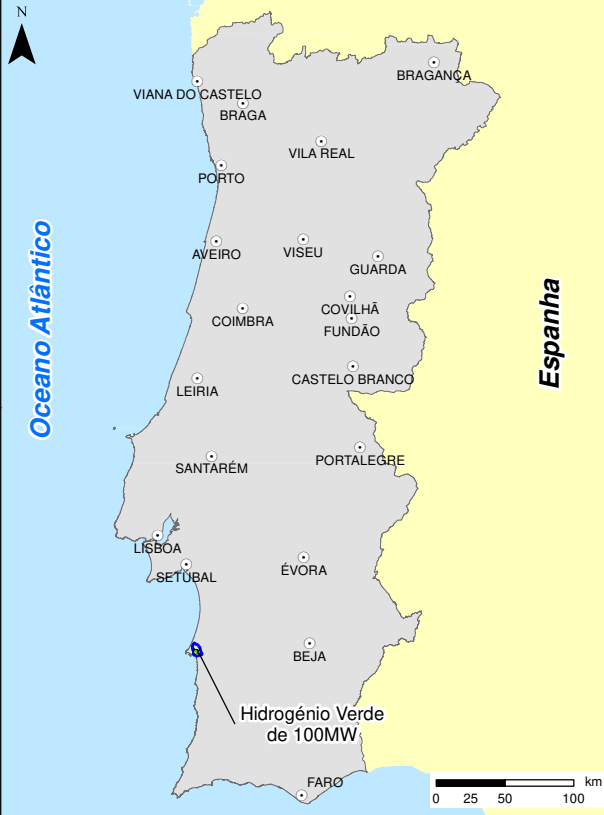 N
BRAGANÇA
VIANA DO CASTELO
BRAGA
VILA REAL
PORTO
AVEIRO
VISEU
GUARDA
Oceano Atlântico
Espanha
COVILHÃ
COIMBRA
FUNDÃO
CASTELO BRANCO
LEIRIA
PORTALEGRE
SANTARÉM
LISBOA
ÉVORA
SETÚBAL
BEJA
Hidrogénio Verde
de 100MW
FARO
km
0 25 50 100